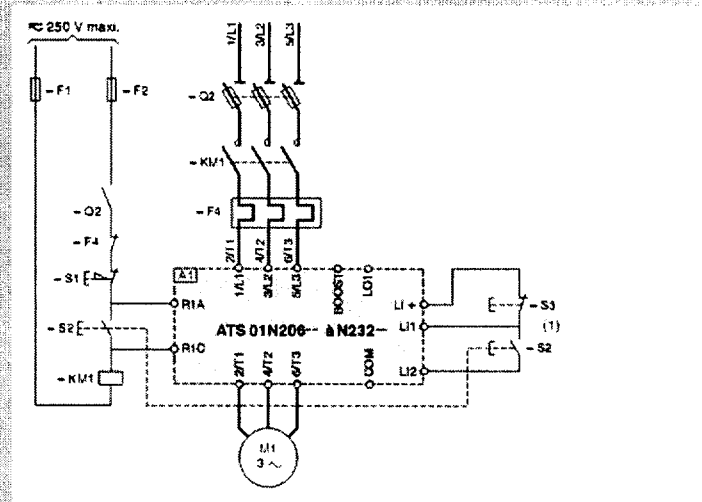 ≂ 250 V maxi.
1/L1
3/L2
5/L3
– F1
– F2
– Q2
– KM1
– Q2
– F4
– F4
2/T1
4/T2
6/T3
– S1
A1
1/L1
3/L2
5/L3
BOOST
LO1
R1A
LI +
– S3
– S2
ATS 01N206·· à N232··
LI1
(1)
R1C
– S2
– KM1
2/T1
4/T2
6/T3
COM
LI2
M1
3 ~